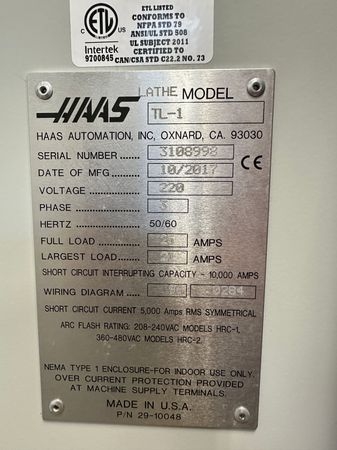 ETL LISTED
CONFORMS TO
NFPA STD 79
ANSI/UL STD 508
UL SUBJECT 2011
CERTIFIED TO
CAN/CSA STD C22.2 NO. 73
C ETL US
Intertek
9700845
LATHE MODEL
HAAS TL-1
HAAS AUTOMATION, INC, OXNARD, CA. 93030
SERIAL NUMBER ....... 3108998
DATE OF MFG ............ 10/2017 CE
VOLTAGE ................... 220
PHASE ....................... 3
HERTZ 50/60
FULL LOAD ................ AMPS
LARGEST LOAD ......... AMPS
SHORT CIRCUIT INTERRUPTING CAPACITY - 10,000 AMPS
WIRING DIAGRAM .......
SHORT CIRCUIT CURRENT 5,000 Amps RMS SYMMETRICAL
ARC FLASH RATING: 208-240VAC MODELS HRC-1,
360-480VAC MODELS HRC-2
NEMA TYPE 1 ENCLOSURE-FOR INDOOR USE ONLY.
OVER CURRENT PROTECTION PROVIDED
AT MACHINE SUPPLY TERMINALS.
MADE IN U.S.A.
P/N 29-10048